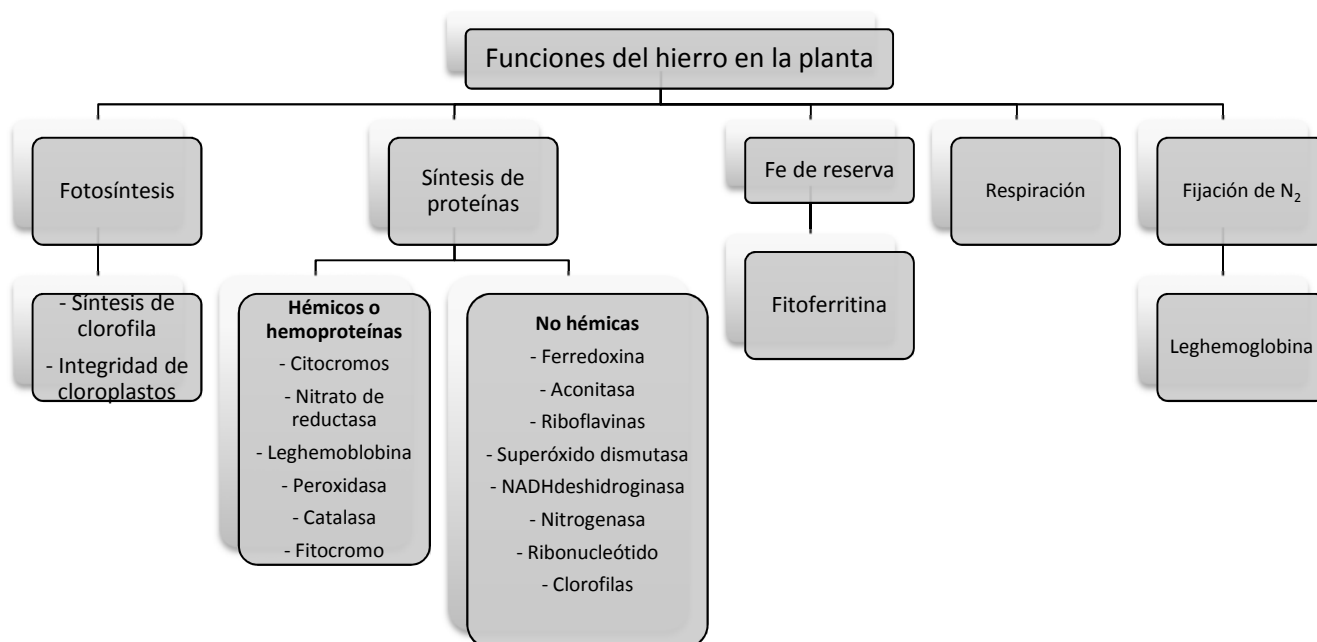 Funciones del hierro en la planta
Fotosíntesis
Síntesis de
proteínas
Fe de reserva
Respiración
Fijación de N₂
- Síntesis de
clorofila
- Integridad de
cloroplastos
Hémicos o
hemoproteínas
- Citocromos
- Nitrato de
reductasa
- Leghemoblobina
- Peroxidasa
- Catalasa
- Fitocromo
No hémicas
- Ferredoxina
- Aconitasa
- Riboflavinas
- Superóxido dismutasa
- NADHdeshidroginasa
- Nitrogenasa
- Ribonucleótido
- Clorofilas
Fitoferritina
Leghemoglobina